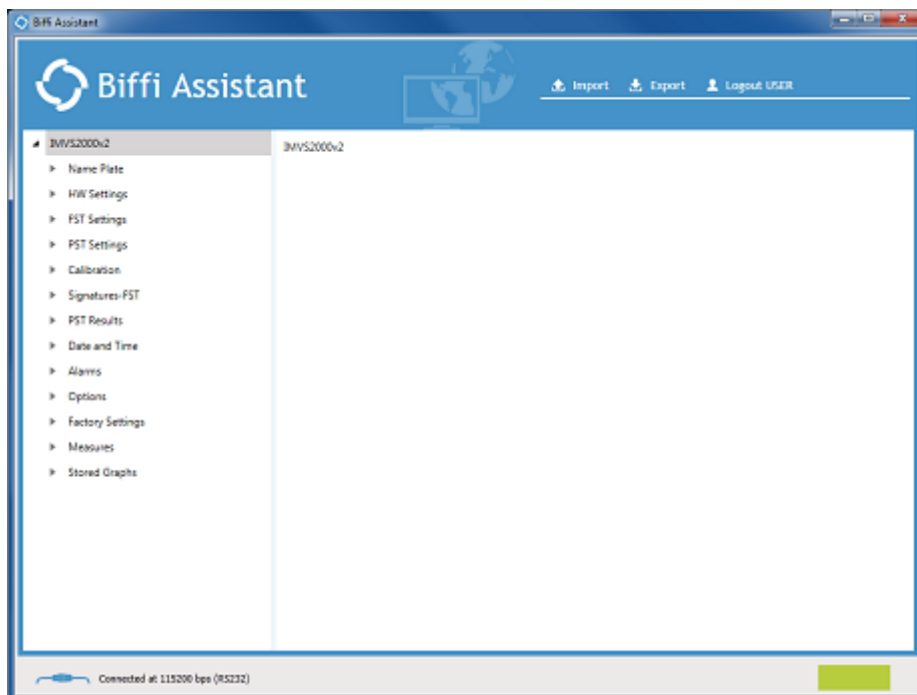 Biffi Assistant
Biffi Assistant
Import Export Logout USER
IMVS2000v2
IMVS2000v2
Name Plate
HW Settings
FST Settings
PST Settings
Calibration
Signatures-FST
PST Results
Date and Time
Alarms
Options
Factory Settings
Measures
Stored Graphs
Connected at 115200 bps (RS232)